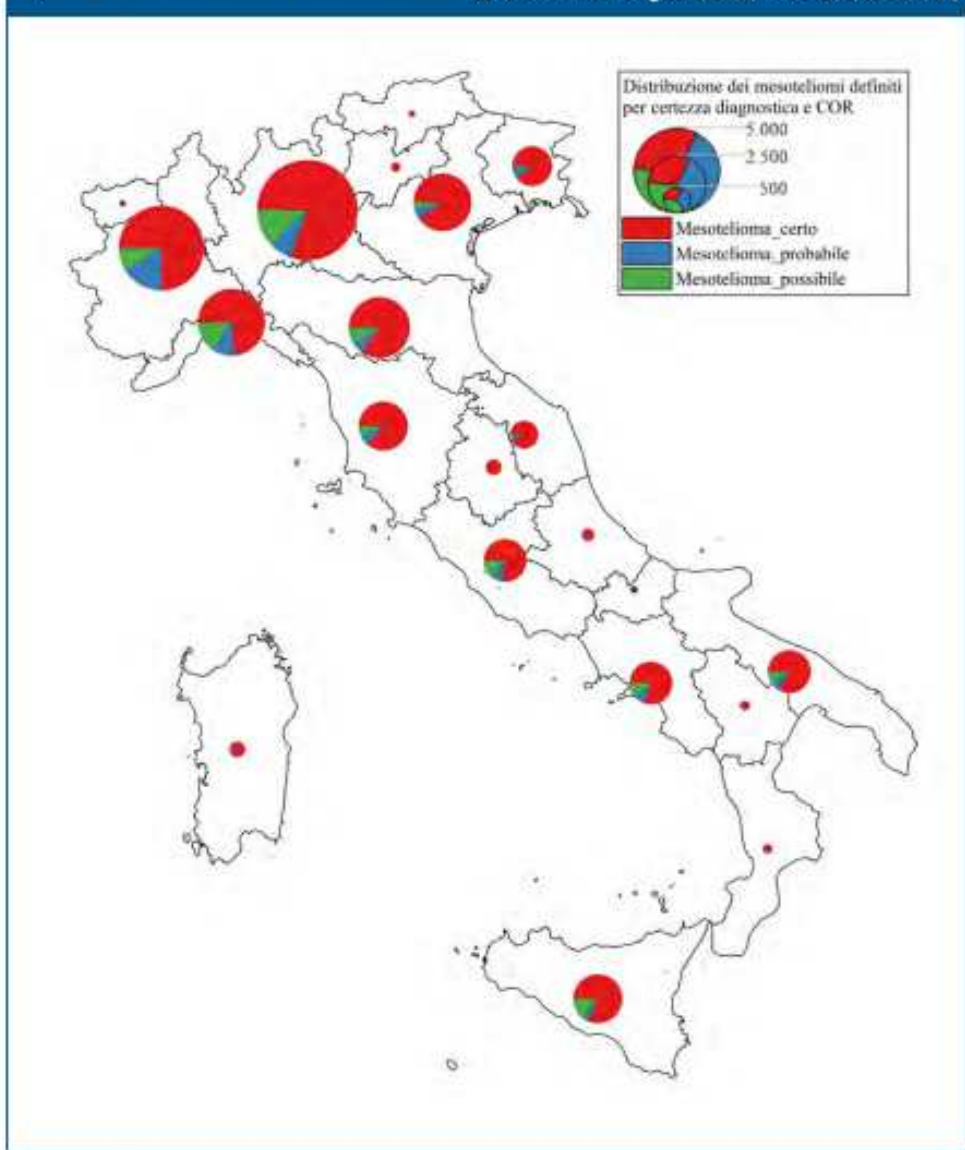 Distribuzione dei mesoteliomi definiti
per certezza diagnostica e COR
5.000
2.500
500
Mesotelioma_certo
Mesotelioma_probabile
Mesotelioma_possibile